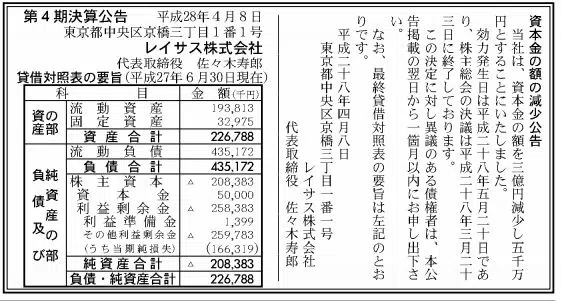 資本金の額の減少公告
当社は、資本金の額を三億円減少し五千万
円とすることにいたしました。
効力発生日は平成二十八年五月二十日であ
り、株主総会の決議は平成二十八年三月二十
三日に終了しております。
この決定に対し異議のある債権者は、本公
告掲載の翌日から一箇月以内にお申し出下さ
い。
なお、最終貸借対照表の要旨は左記のとお
りです。
平成二十八年四月八日
東京都中央区京橋三丁目一番一号
レイサス株式会社
代表取締役 佐々木寿郎
第4期決算公告 平成28年4月8日
東京都中央区京橋三丁目1番1号
レイサス株式会社
代表取締役 佐々木寿郎
貸借対照表の要旨(平成27年6月30日現在)
科 目 金額(千円)
資産の部
流動資産 193,813
固定資産 32,975
資産合計 226,788
負債及び純資産の部
流動負債 435,172
負債合計 435,172
株主資本 △ 208,383
資本金 50,000
利益剰余金 △ 258,383
利益準備金 1,399
その他利益剰余金 △ 259,783
(うち当期純損失) (166,319)
純資産合計 △ 208,383
負債・純資産合計 226,788